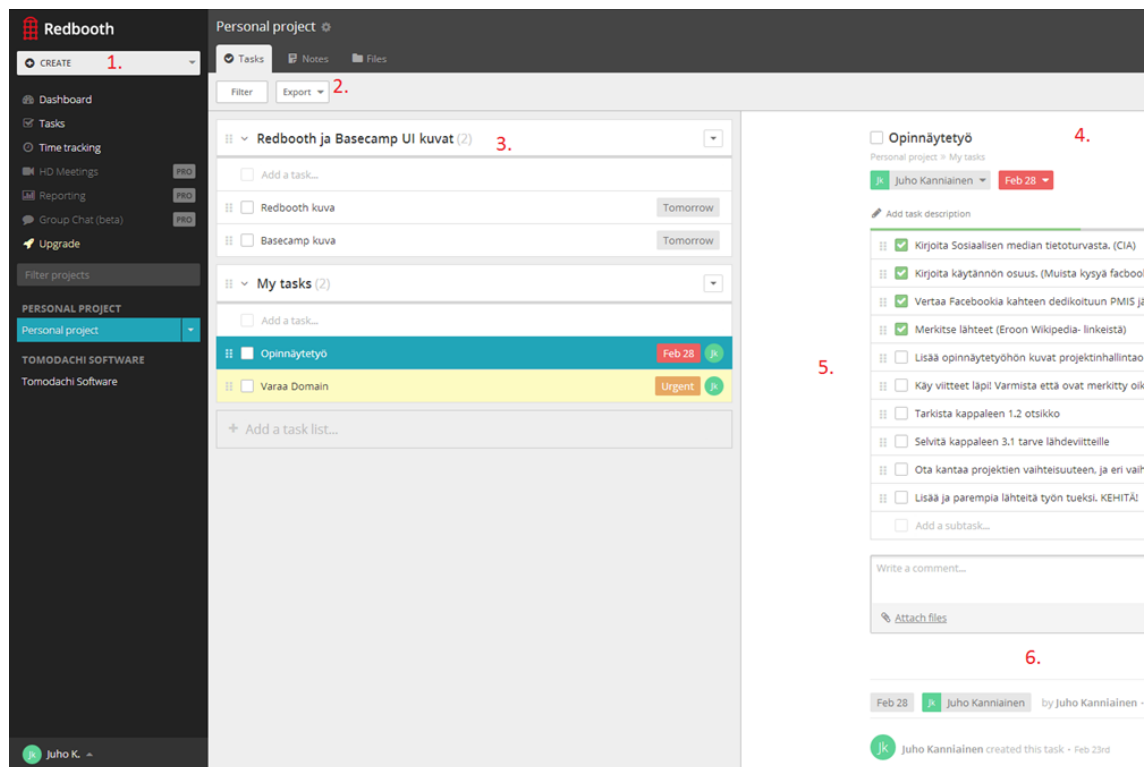 Redbooth
CREATE
1.
Dashboard
Tasks
Time tracking
HD Meetings PRO
Reporting PRO
Group Chat (beta) PRO
Upgrade
Filter projects
PERSONAL PROJECT
Personal project
TOMODACHI SOFTWARE
Tomodachi Software
Juho K.
Personal project
Tasks Notes Files
Filter Export 2.
Redbooth ja Basecamp UI kuvat (2) 3.
Add a task...
Redbooth kuva Tomorrow
Basecamp kuva Tomorrow
My tasks (2)
Add a task...
Opinnäytetyö Feb 28 Jk
Varaa Domain Urgent Jk
+ Add a task list...
5.
Opinnäytetyö 4.
Personal project » My tasks
Jk Juho Kanniainen Feb 28
Add task description
Kirjoita Sosiaalisen median tietoturvasta. (CIA)
Kirjoita käytännön osuus. (Muista kysyä facboo
Vertaa Facebookia kahteen dedikoituun PMIS jä
Merkitse lähteet (Eroon Wikipedia- linkeistä)
Lisää opinnäytetyöhön kuvat projektinhallintao
Käy viitteet läpi! Varmista että ovat merkitty oik
Tarkista kappaleen 1.2 otsikko
Selvitä kappaleen 3.1 tarve lähdeviitteille
Ota kantaa projektien vaihteisuuteen. ja eri vaih
Lisää ja parempia lähteitä työn tueksi. KEHITÄ!
Add a subtask...
Write a comment...
Attach files
6.
Feb 28 Jk Juho Kanniainen by Juho Kanniainen -
Jk Juho Kanniainen created this task - Feb 23rd